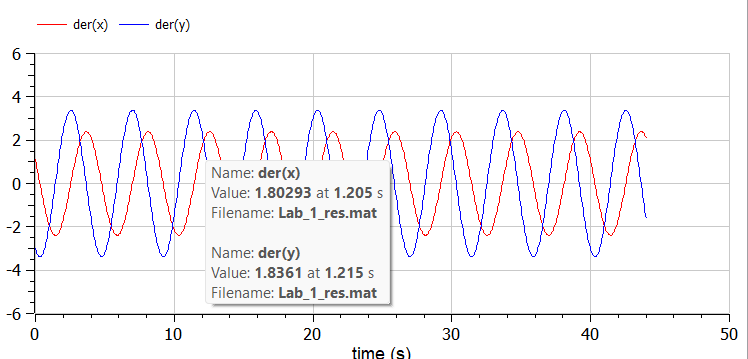 der(x) der(y)
6
4
2
0
-2
-4
-6
Name: der(x)
Value: 1.80293 at 1.205 s
Filename: Lab_1_res.mat
Name: der(y)
Value: 1.8361 at 1.215 s
Filename: Lab_1_res.mat
0 10 20 30 40 50
time (s)